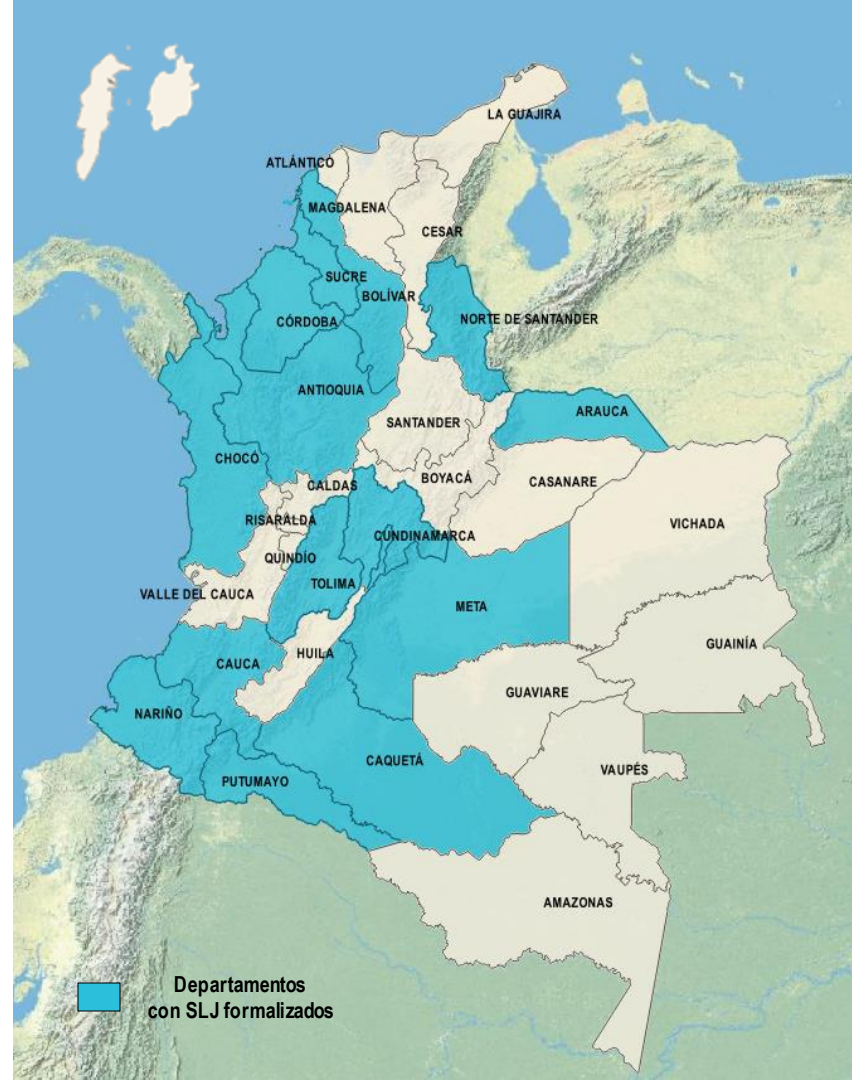 LA GUAJIRA
ATLÁNTICO
MAGDALENA
CESAR
SUCRE
BOLÍVAR
CÓRDOBA
NORTE DE SANTANDER
ANTIOQUIA
ARAUCA
SANTANDER
CHOCÓ
BOYACÁ
CALDAS
CASANARE
RISARALDA
VICHADA
CUNDINAMARCA
QUINDÍO
TOLIMA
VALLE DEL CAUCA
META
GUAINÍA
HUILA
CAUCA
GUAVIARE
NARIÑO
CAQUETÁ
VAUPÉS
PUTUMAYO
AMAZONAS
Departamentos
con SLJ formalizados